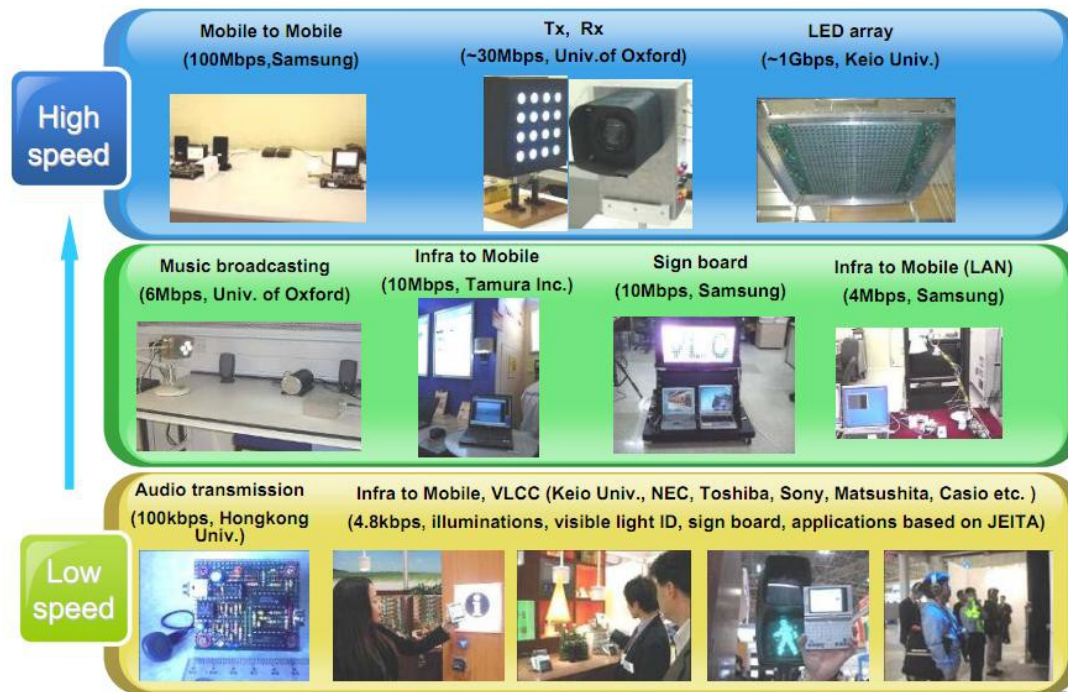 Mobile to Mobile
(100Mbps,Samsung)
Tx, Rx
(~30Mbps, Univ.of Oxford)
LED array
(~1Gbps, Keio Univ.)
High
speed
Music broadcasting
(6Mbps, Univ. of Oxford)
Infra to Mobile
(10Mbps, Tamura Inc.)
Sign board
(10Mbps, Samsung)
VLC
Infra to Mobile (LAN)
(4Mbps, Samsung)
Audio transmission
(100kbps, Hongkong
Univ.)
Infra to Mobile, VLCC (Keio Univ., NEC, Toshiba, Sony, Matsushita, Casio etc. )
(4.8kbps, illuminations, visible light ID, sign board, applications based on JEITA)
Low
speed
i